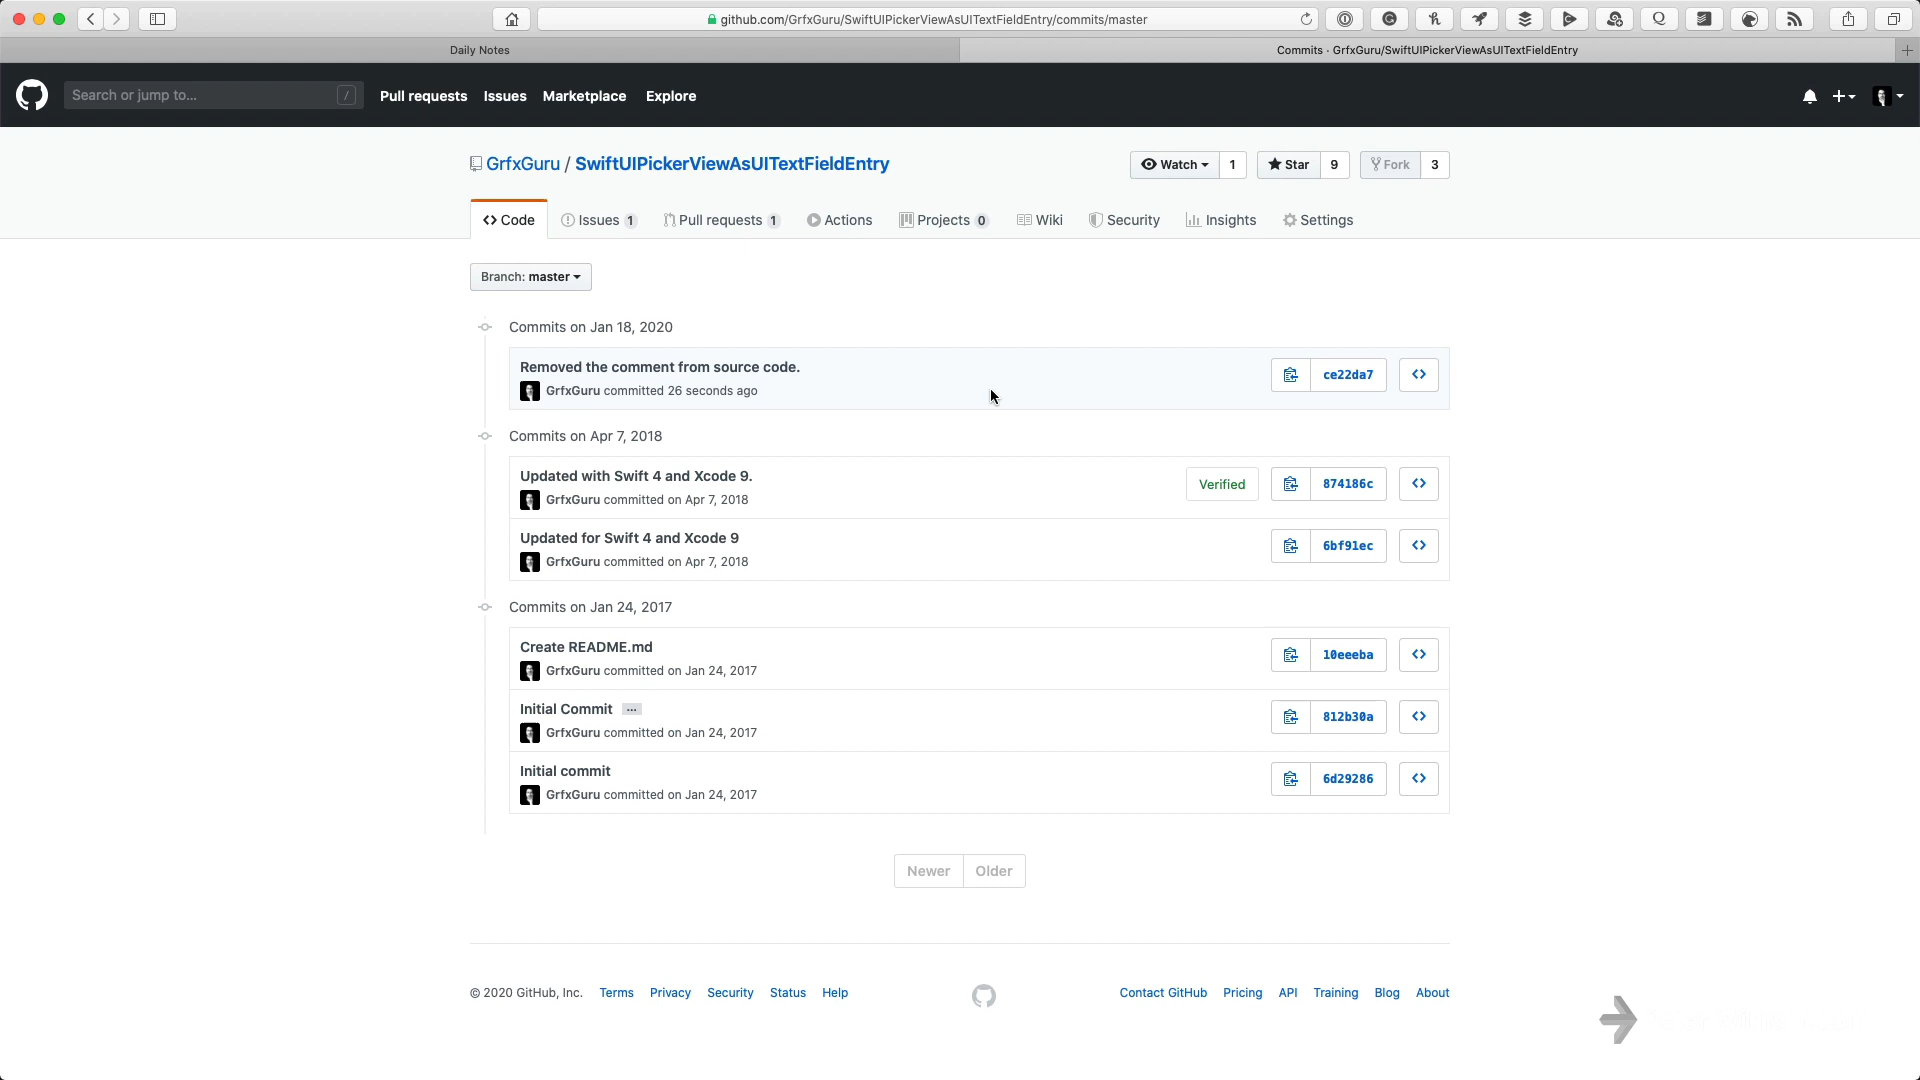 github.com/GrfxGuru/SwiftUIPickerViewAsUITextFieldEntry/commits/master
Daily Notes
Commits · GrfxGuru/SwiftUIPickerViewAsUITextFieldEntry
Search or jump to... /
Pull requests Issues Marketplace Explore
GrfxGuru / SwiftUIPickerViewAsUITextFieldEntry
Watch 1 Star 9 Fork 3
Code Issues 1 Pull requests 1 Actions Projects 0 Wiki Security Insights Settings
Branch: master
Commits on Jan 18, 2020
Removed the comment from source code.
GrfxGuru committed 26 seconds ago
ce22da7
Commits on Apr 7, 2018
Updated with Swift 4 and Xcode 9.
GrfxGuru committed on Apr 7, 2018
Verified 874186c
Updated for Swift 4 and Xcode 9
GrfxGuru committed on Apr 7, 2018
6bf91ec
Commits on Jan 24, 2017
Create README.md
GrfxGuru committed on Jan 24, 2017
10eeeba
Initial Commit ...
GrfxGuru committed on Jan 24, 2017
812b30a
Initial commit
GrfxGuru committed on Jan 24, 2017
6d29286
Newer Older
© 2020 GitHub, Inc. Terms Privacy Security Status Help
Contact GitHub Pricing API Training Blog About